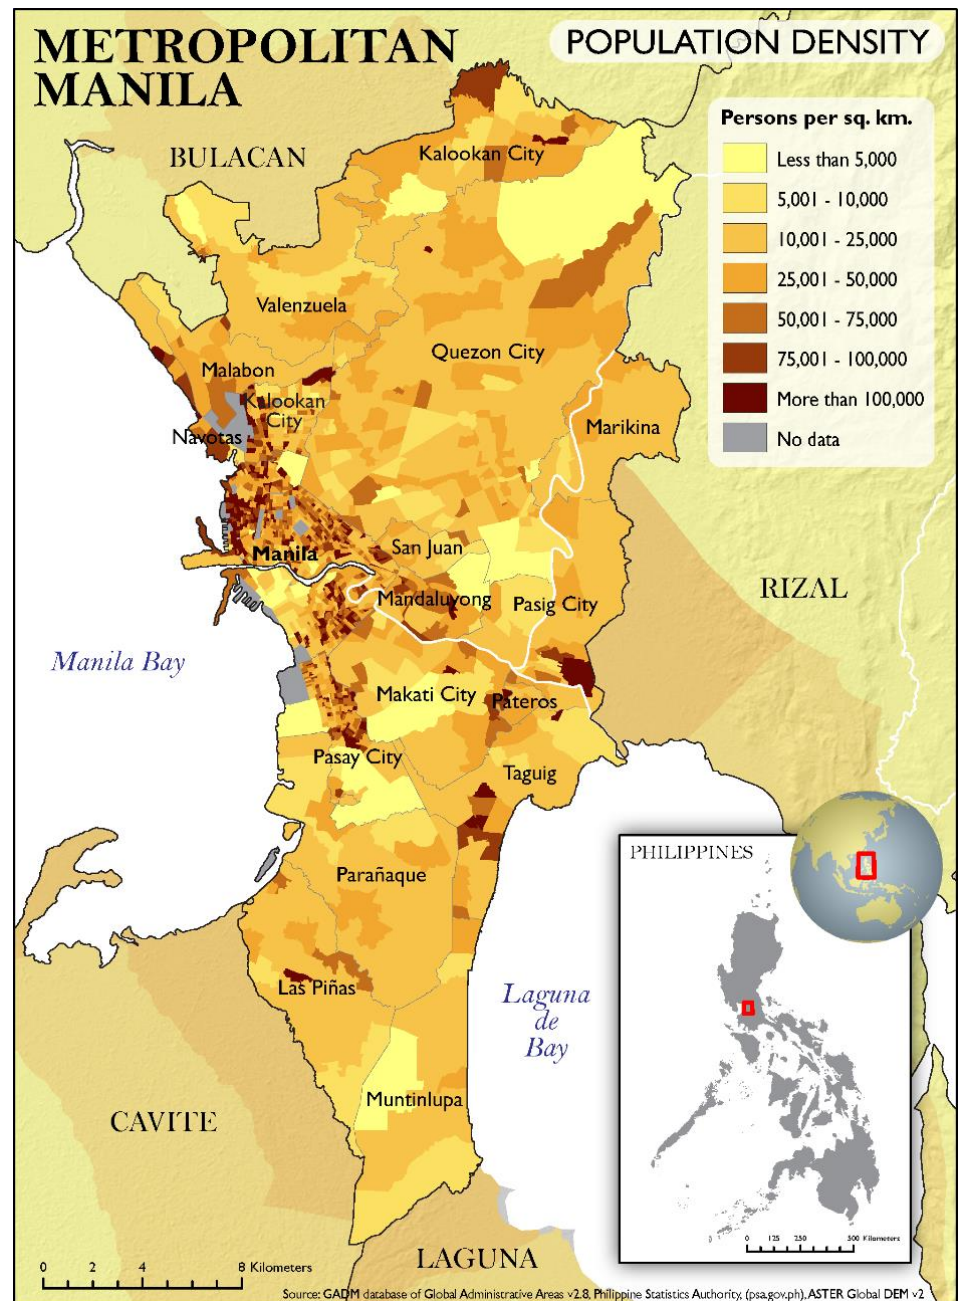 METROPOLITAN
MANILA
POPULATION DENSITY
Persons per sq. km.
Less than 5,000
5,001 - 10,000
10,001 - 25,000
25,001 - 50,000
50,001 - 75,000
75,001 - 100,000
More than 100,000
No data
BULACAN
Kalookan City
Valenzuela
Quezon City
Malabon
Kalookan
City
Navotas
Marikina
Manila
San Juan
Mandaluyong
Pasig City
RIZAL
Manila Bay
Makati City
Pateros
Pasay City
Taguig
Parañaque
PHILIPPINES
Las Piñas
Laguna
de
Bay
Muntinlupa
CAVITE
LAGUNA
0 125 250 500 Kilometers
0 2 4 8 Kilometers
Source: GADM database of Global Administrative Areas v2.8, Philippine Statistics Authority, (psa.gov.ph), ASTER Global DEM v2